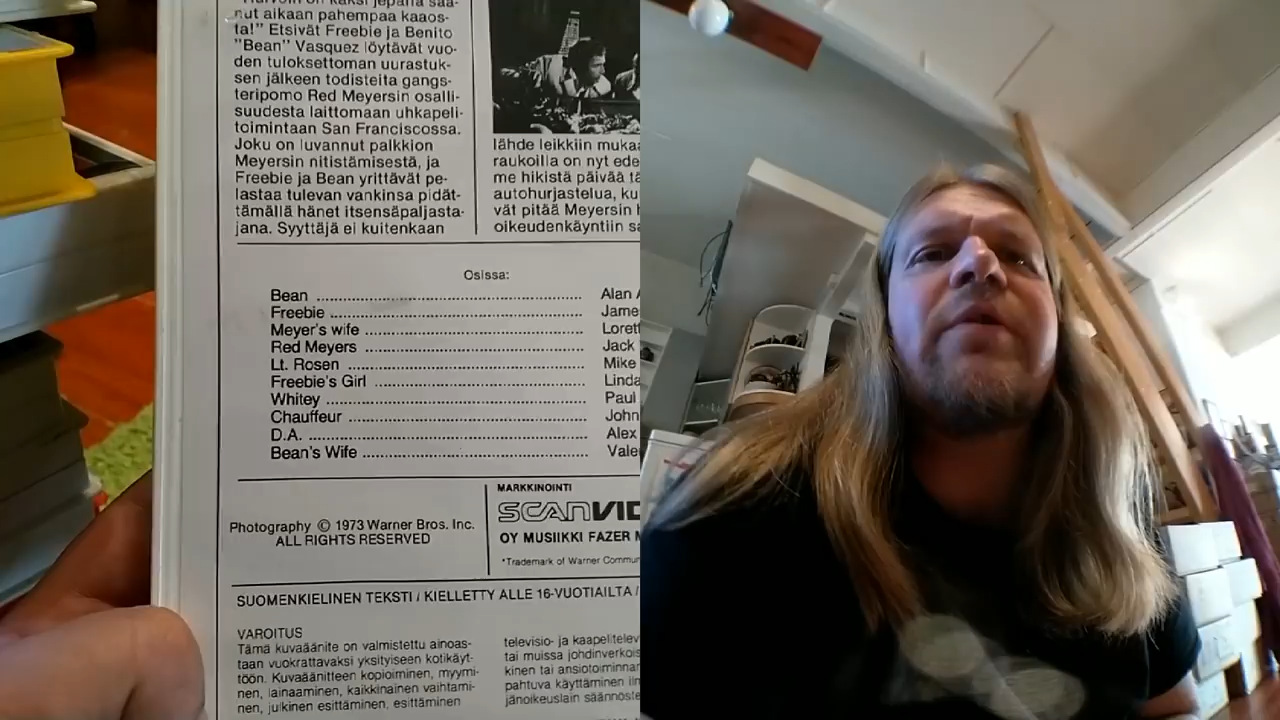 nut aikaan pahempaa kaaos-
ta!" Etsivät Freebie ja Benito
"Bean" Vasquez löytävät vuo-
den tuloksettoman uurastuk-
sen jälkeen todisteita gangs-
teripomo Red Meyersin osalli-
suudesta laittomaan uhkapeli-
toimintaan San Franciscossa.
Joku on luvannut palkkion
Meyersin nitistämisestä, ja
Freebie ja Bean yrittävät pe-
lastaa tulevan vankinsa pidät-
tämällä hänet itsensäpaljasta-
jana. Syyttäjä ei kuitenkaan
lähde leikkiin muka
raukoilla on nyt ede
me hikistä päivää
autohurjastelua, ku
vät pitää Meyersin
oikeudenkäyntiin
Osissa:
Bean ........ Alan
Freebie ........ Jame
Meyer's wife ........ Lorett
Red Meyers ........ Jack
Lt. Rosen ........ Mike
Freebie's Girl ........ Linda
Whitey ........ Paul
Chauffeur ........ John
D.A. ........ Alex
Bean's Wife ........ Vale
Photography © 1973 Warner Bros. Inc.
ALL RIGHTS RESERVED
MARKKINOINTI
SCANVID
OY MUSIIKKI FAZER
*Trademark of Warner Commun
SUOMENKIELINEN TEKSTI / KIELLETTY ALLE 16-VUOTIAILTA /
VAROITUS
Tämä kuvaäänite on valmistettu ainoas-
taan vuokrattavaksi yksityiseen kotikäyt-
töön. Kuvaäänitteen kopioiminen, myymi-
nen, lainaaminen, kaikkinainen vaihtami-
nen, julkinen esittäminen, esittäminen
televisio- ja kaapelitelev
tai muissa johdinverkois
kinen tai ansiotoiminnan
pahtuva käyttäminen ilm
jänoikeuslain säännöste